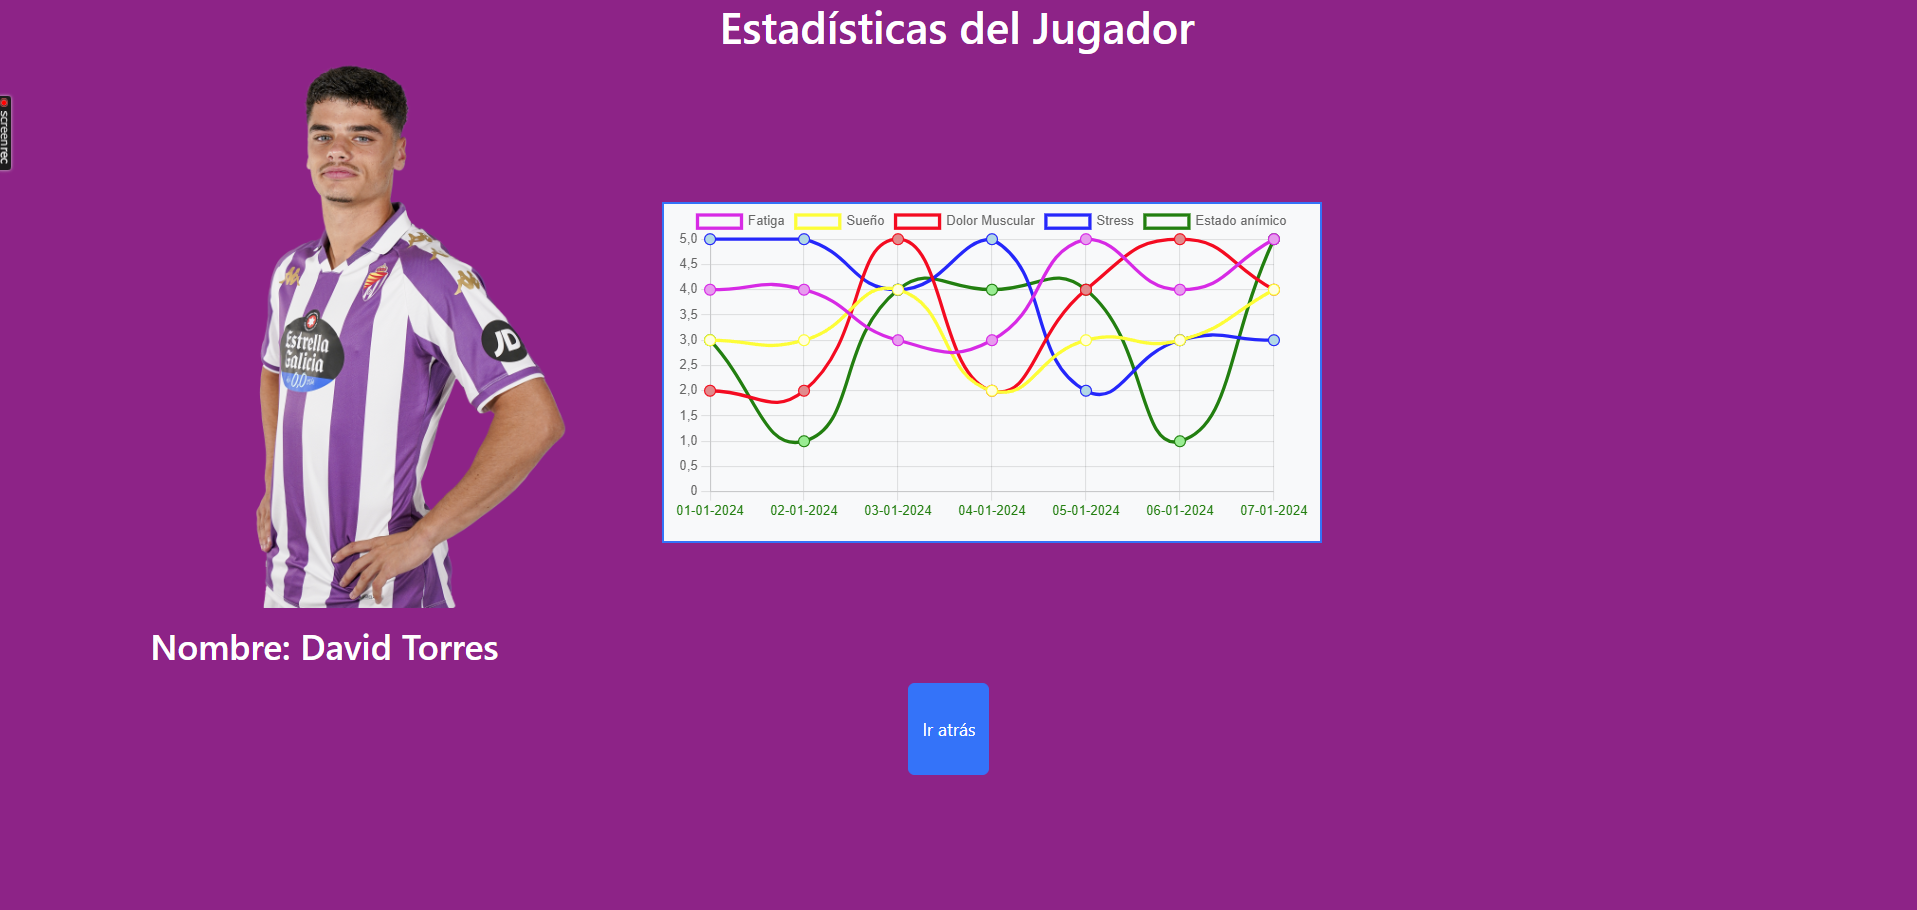 Estadísticas del Jugador
screenrec
Estrella
Galicia
0,0
JD
Fatiga Sueño Dolor Muscular Stress Estado anímico
5,0
4,5
4,0
3,5
3,0
2,5
2,0
1,5
1,0
0,5
0
01-01-2024 02-01-2024 03-01-2024 04-01-2024 05-01-2024 06-01-2024 07-01-2024
Nombre: David Torres
Ir atrás